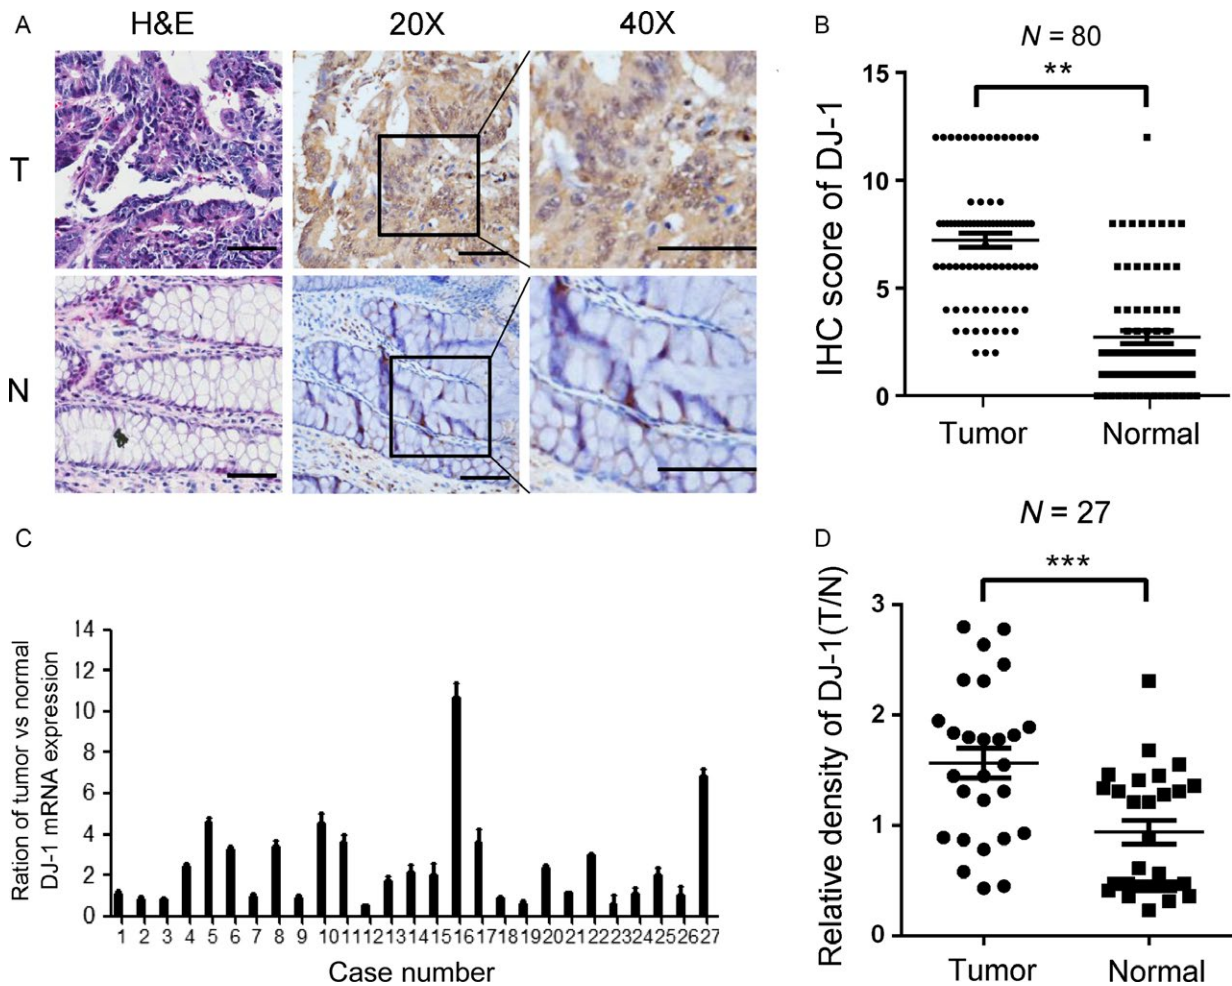 A
H&E
20X
40X
T
N
B
N = 80
**
IHC score of DJ-1
15
10
5
0
Tumor
Normal
C
Ration of tumor vs normal
DJ-1 mRNA expression
14
12
10
8
6
4
2
0
1 2 3 4 5 6 7 8 9 10 11 12 13 14 15 16 17 18 19 20 21 22 23 24 25 26 27
Case number
D
N = 27
***
Relative density of DJ-1(T/N)
3
2
1
0
Tumor
Normal